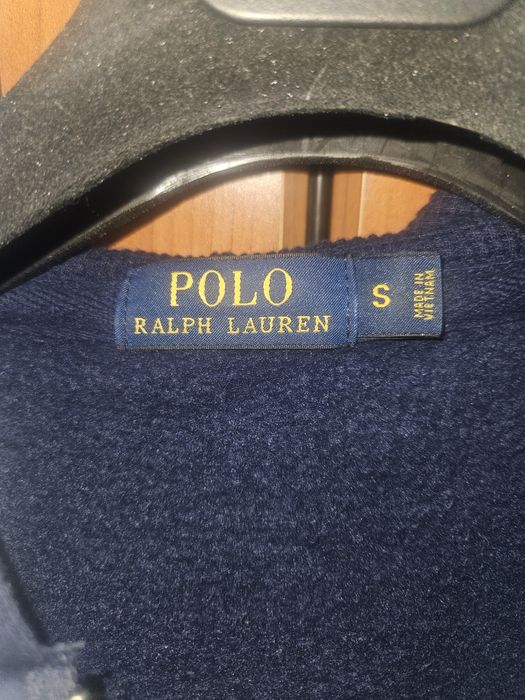 POLO
RALPH LAUREN
S
MADE IN
VIETNAM